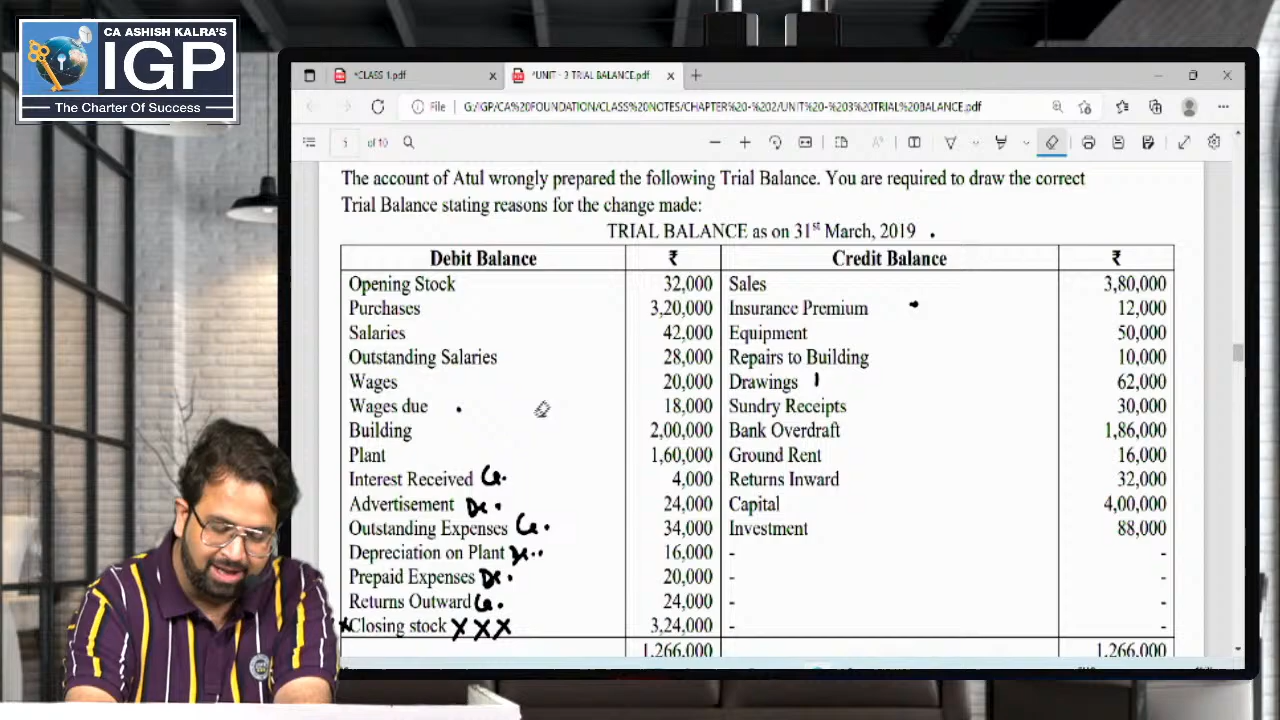 CA ASHISH KALRA'S
IGP
The Charter Of Success
*CLASS 1.pdf
*UNIT - 3 TRIAL BALANCE.pdf
File G:/IGP/CA%20FOUNDATION/CLASS%20NOTES/CHAPTER%20-%202/UNIT%20-%203%20TRIAL%20BALANCE.pdf
5 of 10
The account of Atul wrongly prepared the following Trial Balance. You are required to draw the correct
Trial Balance stating reasons for the change made:
TRIAL BALANCE as on 31st March, 2019
Debit Balance ₹ Credit Balance ₹
Opening Stock 32,000 Sales 3,80,000
Purchases 3,20,000 Insurance Premium 12,000
Salaries 42,000 Equipment 50,000
Outstanding Salaries 28,000 Repairs to Building 10,000
Wages 20,000 Drawings 62,000
Wages due 18,000 Sundry Receipts 30,000
Building 2,00,000 Bank Overdraft 1,86,000
Plant 1,60,000 Ground Rent 16,000
Interest Received Cr. 4,000 Returns Inward 32,000
Advertisement Dr. 24,000 Capital 4,00,000
Outstanding Expenses Cr. 34,000 Investment 88,000
Depreciation on Plant Dr. 16,000 - -
Prepaid Expenses Dr. 20,000 - -
Returns Outward Cr. 24,000 - -
Closing stock XXX 3,24,000 - -
1,266,000 1,266,000